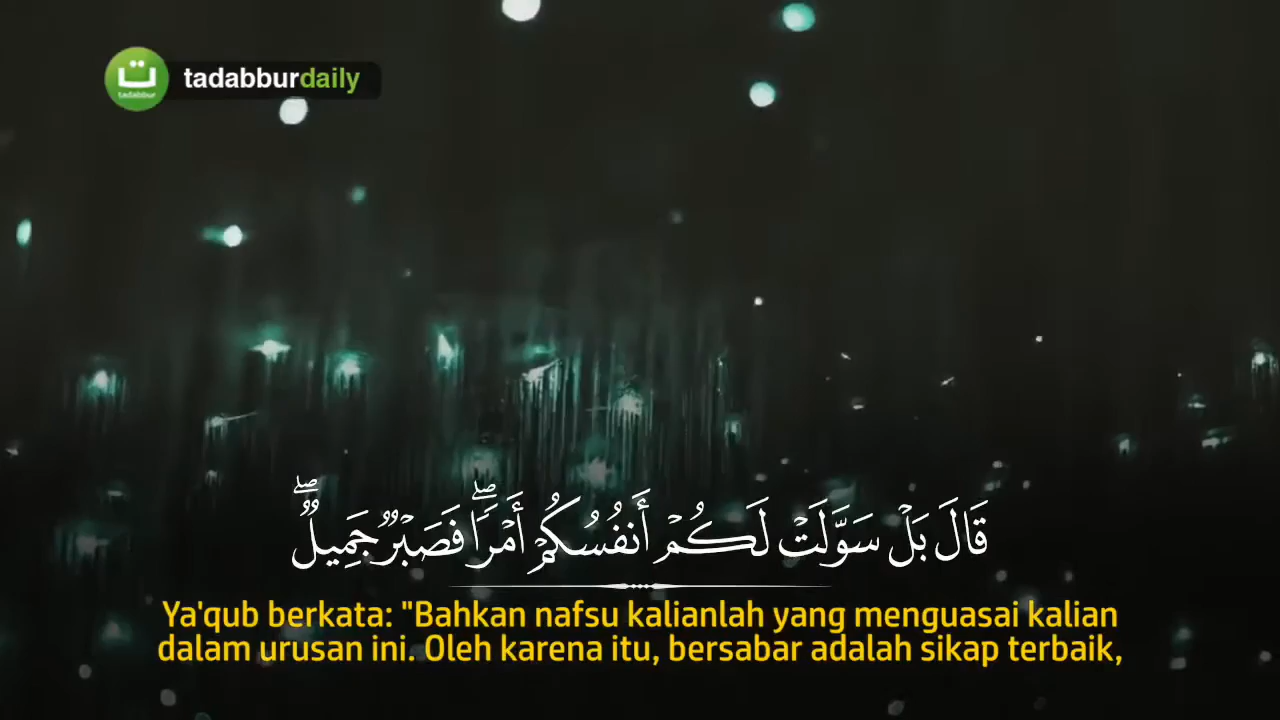 ت
tadabbur
tadabburdaily
قَالَ بَلْ سَوَّلَتْ لَكُمْ أَنفُسُكُمْ أَمْرًۭا ۖ فَصَبْرٌۭ جَمِيلٌ ۖ
Ya'qub berkata: "Bahkan nafsu kalianlah yang menguasai kalian
dalam urusan ini. Oleh karena itu, bersabar adalah sikap terbaik,